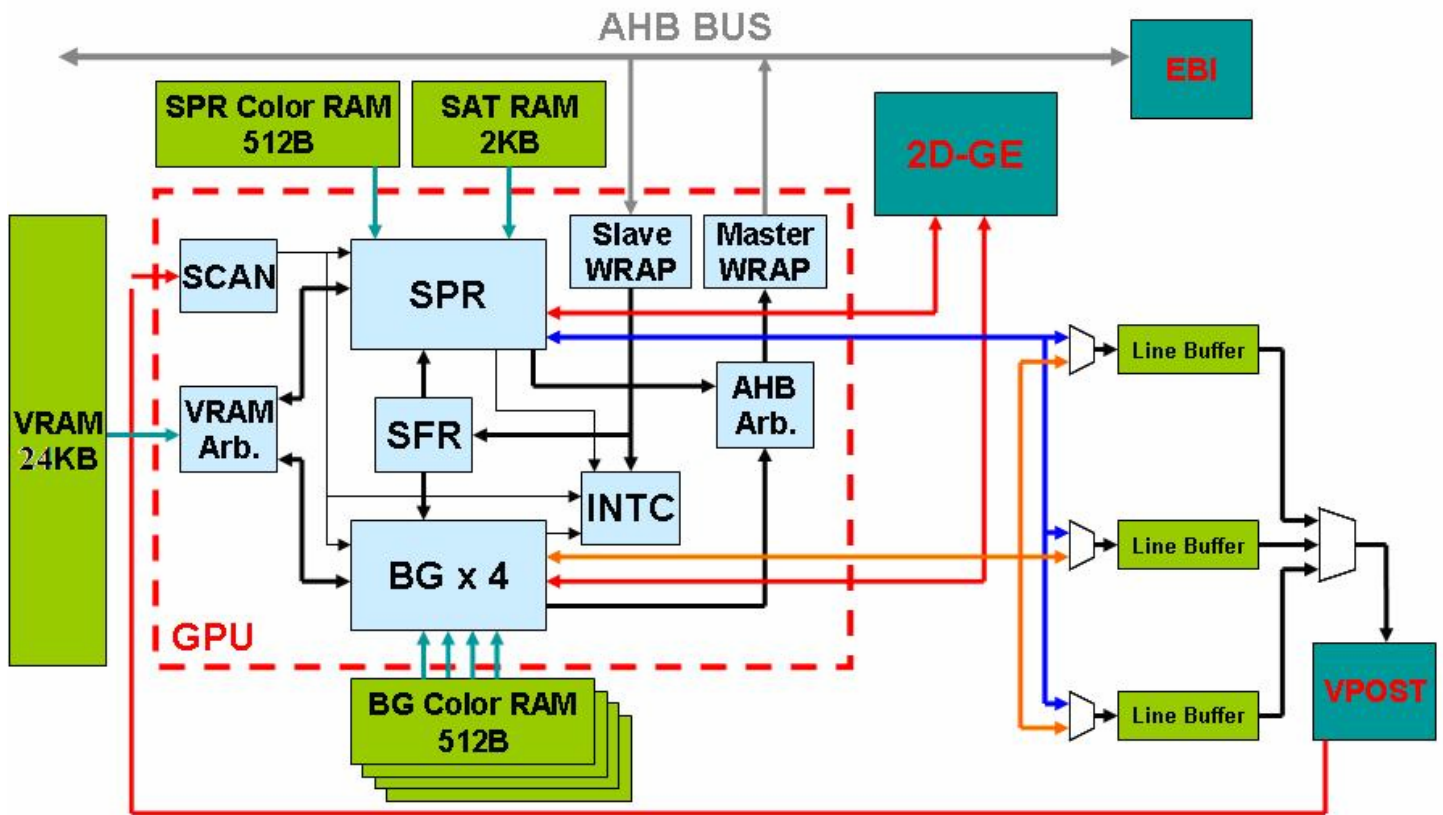 AHB BUS
EBI
SPR Color RAM
512B
SAT RAM
2KB
2D-GE
SCAN
SPR
Slave
WRAP
Master
WRAP
Line Buffer
VRAM
24KB
VRAM
Arb.
SFR
AHB
Arb.
INTC
BG x 4
Line Buffer
GPU
BG Color RAM
512B
Line Buffer
VPOST